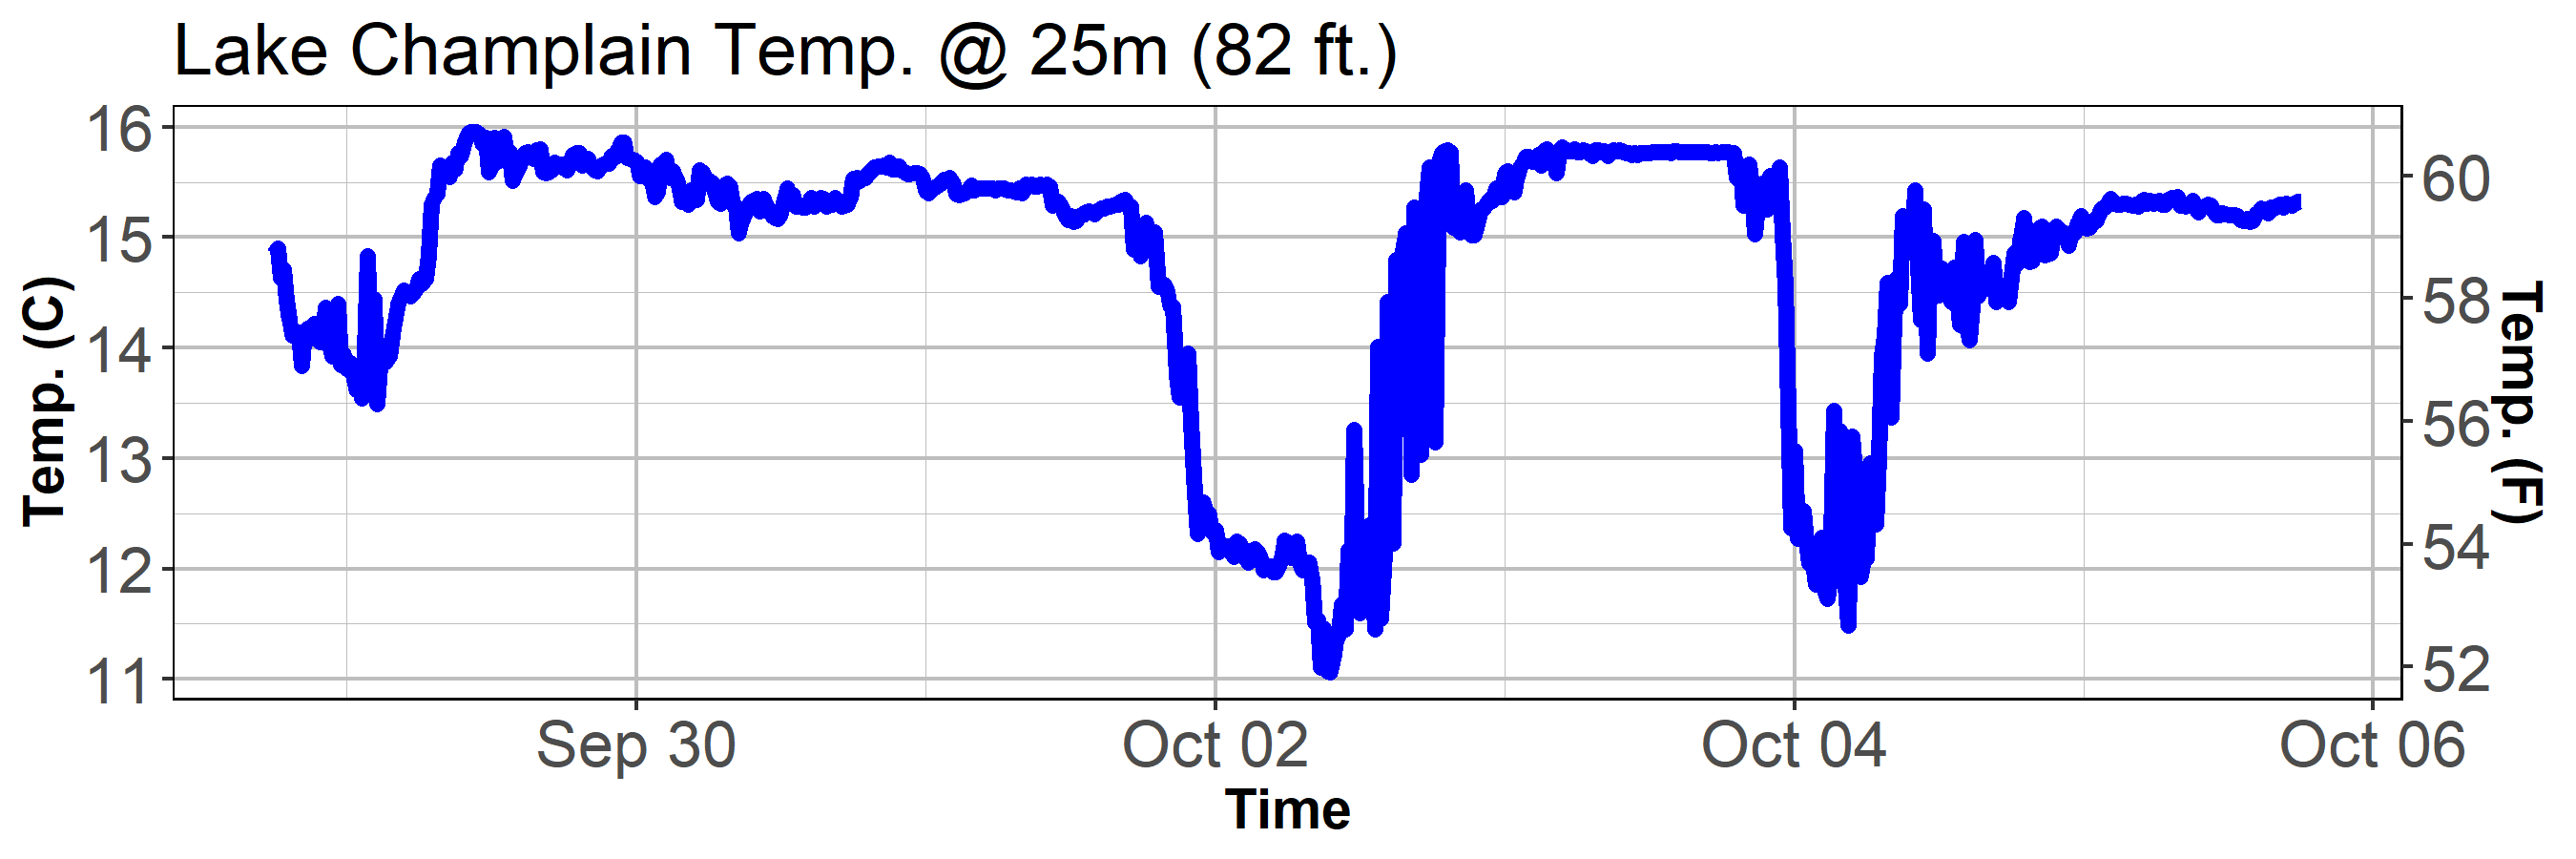 Lake Champlain Temp. @ 25m (82 ft.)
Temp. (C)
16
15
14
13
12
11
60
58
56
54
52
Temp. (F)
Sep 30
Oct 02
Oct 04
Oct 06
Time